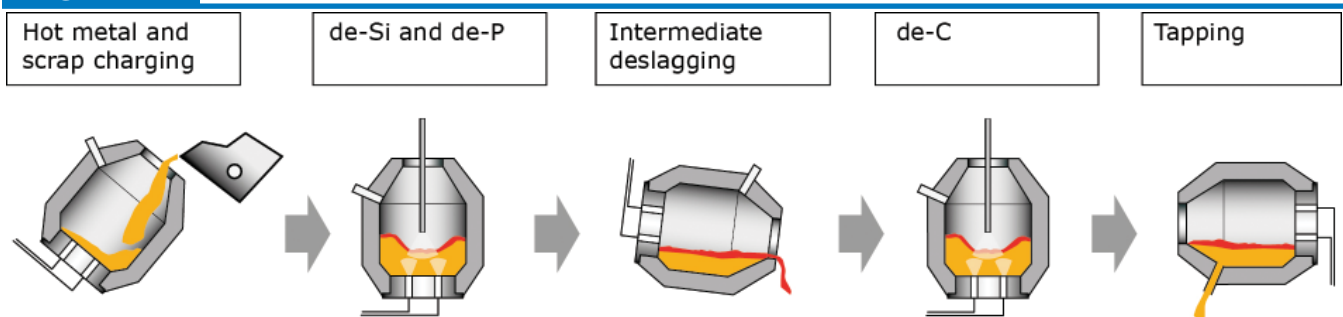 Hot metal and
scrap charging
de-Si and de-P
Intermediate
deslagging
de-C
Tapping